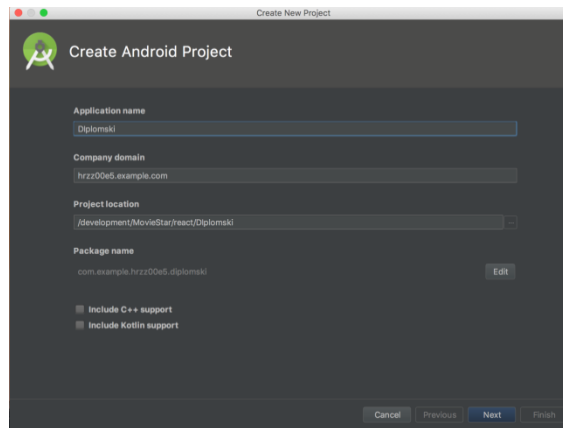 Create New Project
Create Android Project
Application name
DIplomski
Company domain
hrzz00e5.example.com
Project location
/development/MovieStar/react/DIplomski
...
Package name
com.example.hrzz00e5.diplomski
Edit
Include C++ support
Include Kotlin support
Cancel Previous Next Finish